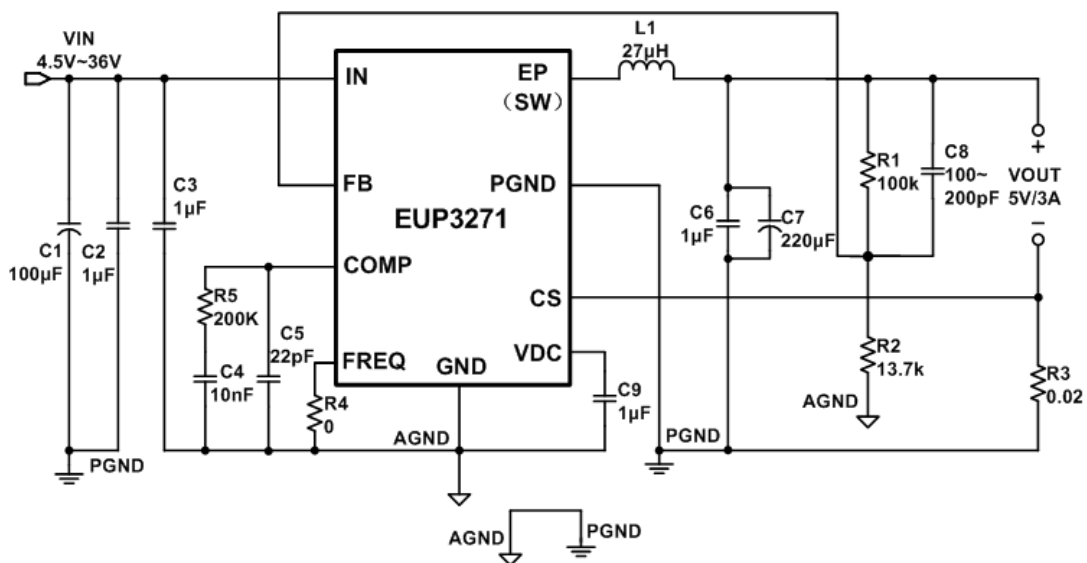 VIN
4.5V~36V
L1
27μH
IN
EP
(SW)
C3
1μF
FB
PGND
R1
100k
C8
100~
200pF
+
VOUT
5V/3A
−
EUP3271
C1
100μF
C2
1μF
C6
1μF
C7
220μF
COMP
R5
200K
CS
C5
22pF
VDC
R2
13.7k
C4
10nF
FREQ
GND
R4
0
C9
1μF
R3
0.02
AGND
AGND
PGND
PGND
AGND
PGND